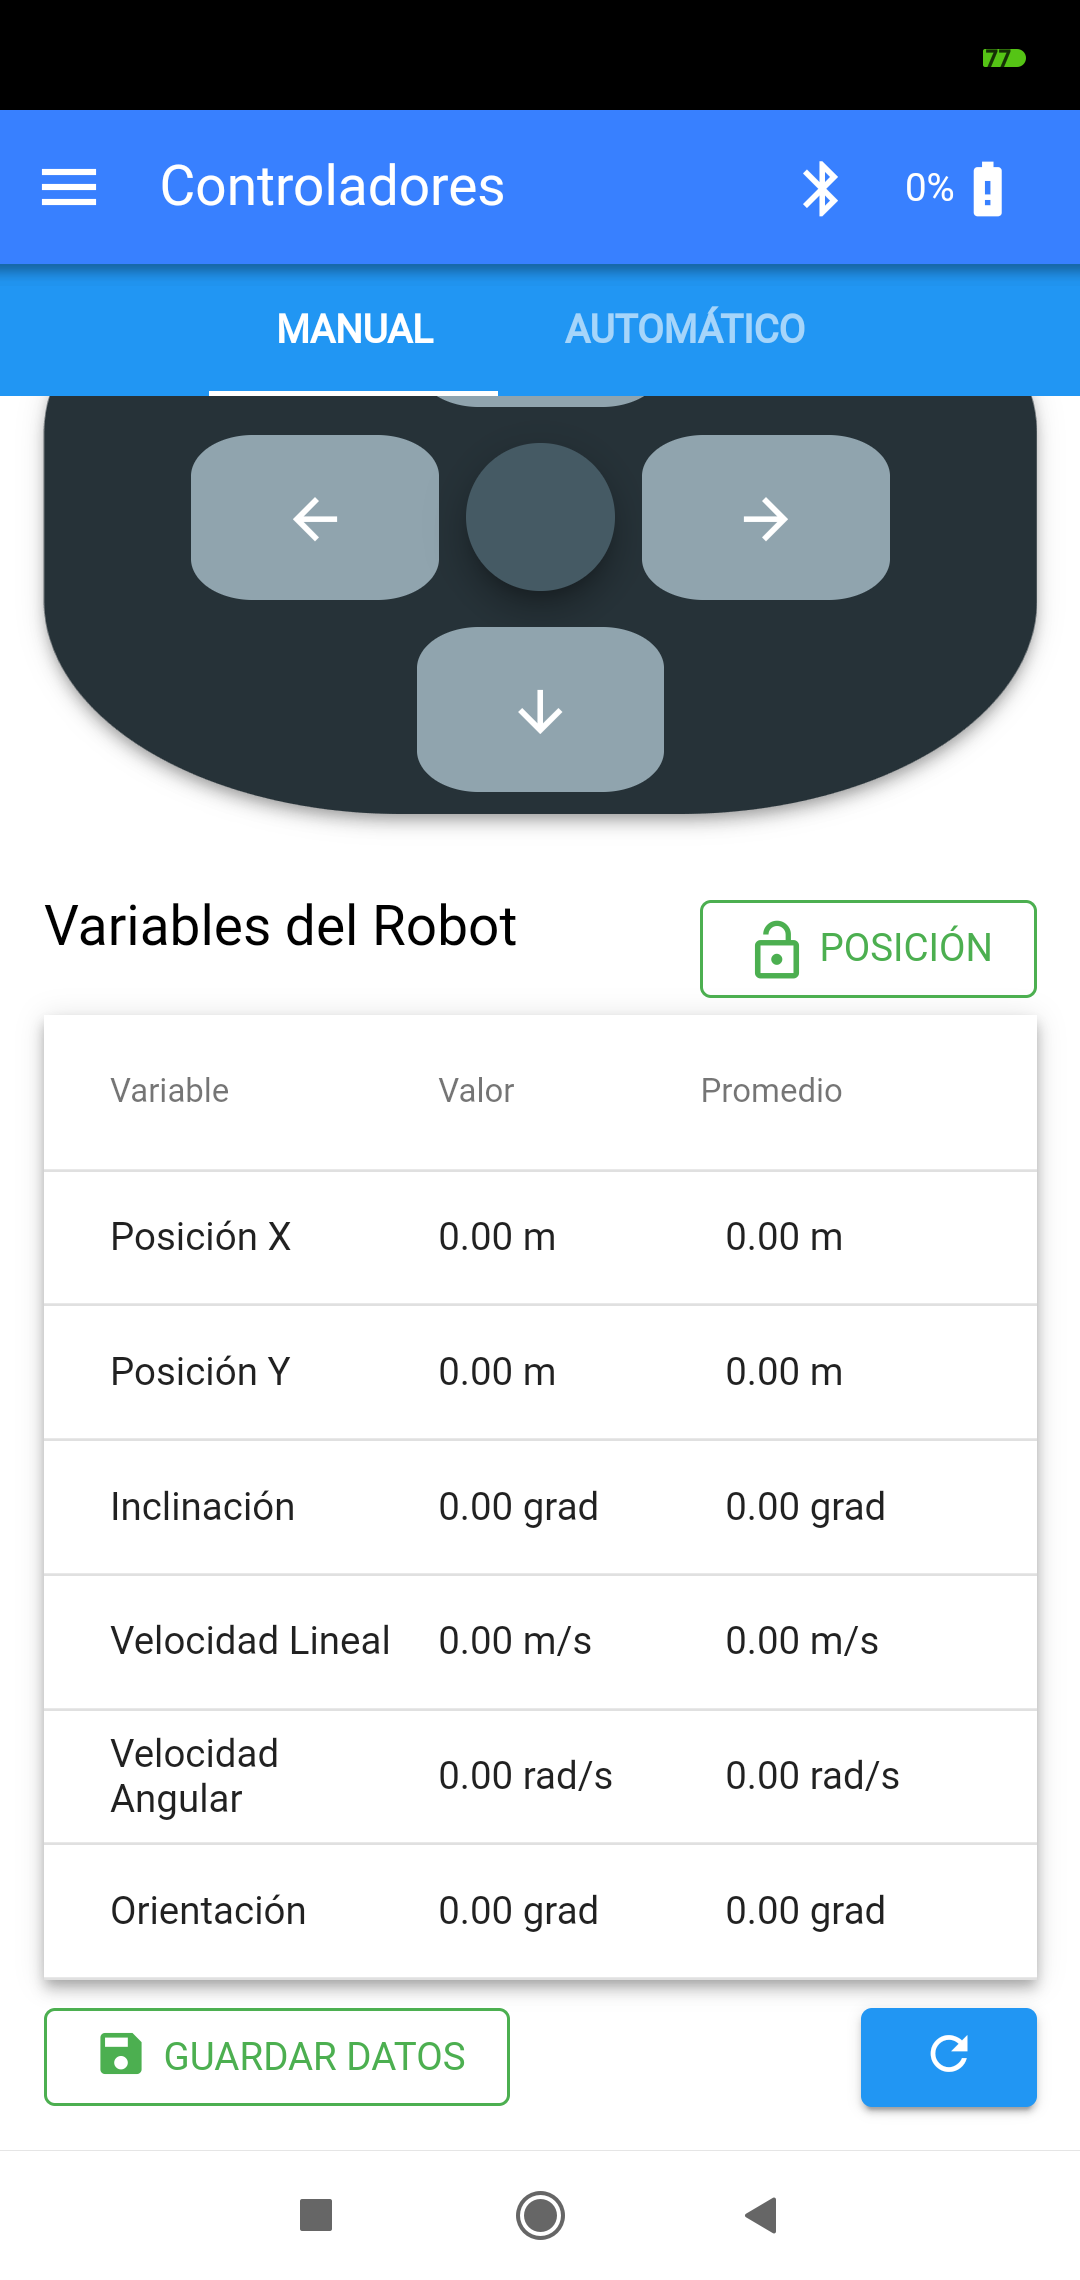 77
Controladores
0%
MANUAL AUTOMÁTICO
Variables del Robot
POSICIÓN
Variable Valor Promedio
Posición X 0.00 m 0.00 m
Posición Y 0.00 m 0.00 m
Inclinación 0.00 grad 0.00 grad
Velocidad Lineal 0.00 m/s 0.00 m/s
Velocidad
Angular 0.00 rad/s 0.00 rad/s
Orientación 0.00 grad 0.00 grad
GUARDAR DATOS